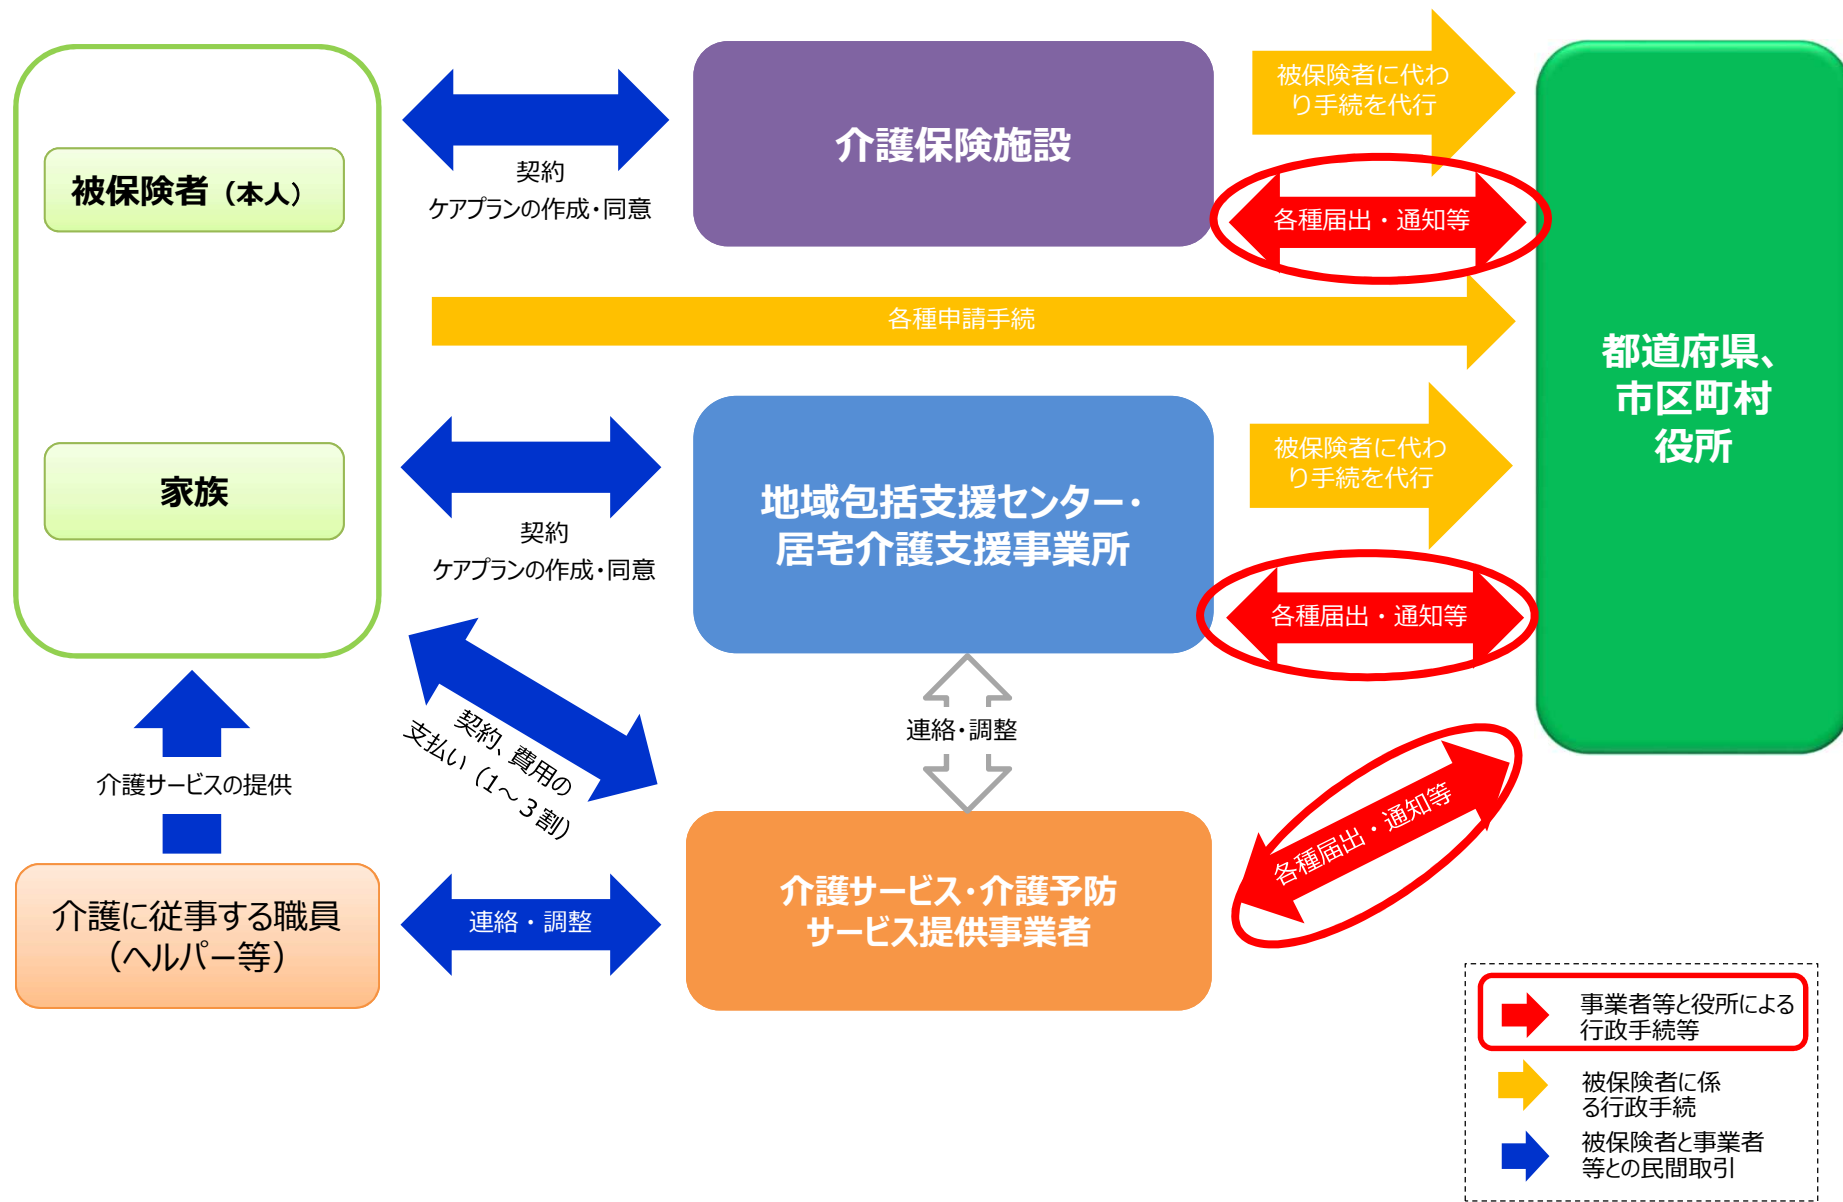 被保険者（本人）
家族
契約
ケアプランの作成・同意
介護保険施設
被保険者に代わ
り手続を代行
各種届出・通知等
各種申請手続
都道府県、
市区町村
役所
契約
ケアプランの作成・同意
地域包括支援センター・
居宅介護支援事業所
被保険者に代わ
り手続を代行
各種届出・通知等
契約、費用の
支払い（1～３割）
連絡・調整
各種届出・通知等
介護サービスの提供
介護に従事する職員
（ヘルパー等）
連絡・調整
介護サービス・介護予防
サービス提供事業者
事業者等と役所による
行政手続等
被保険者に係
る行政手続
被保険者と事業者
等との民間取引